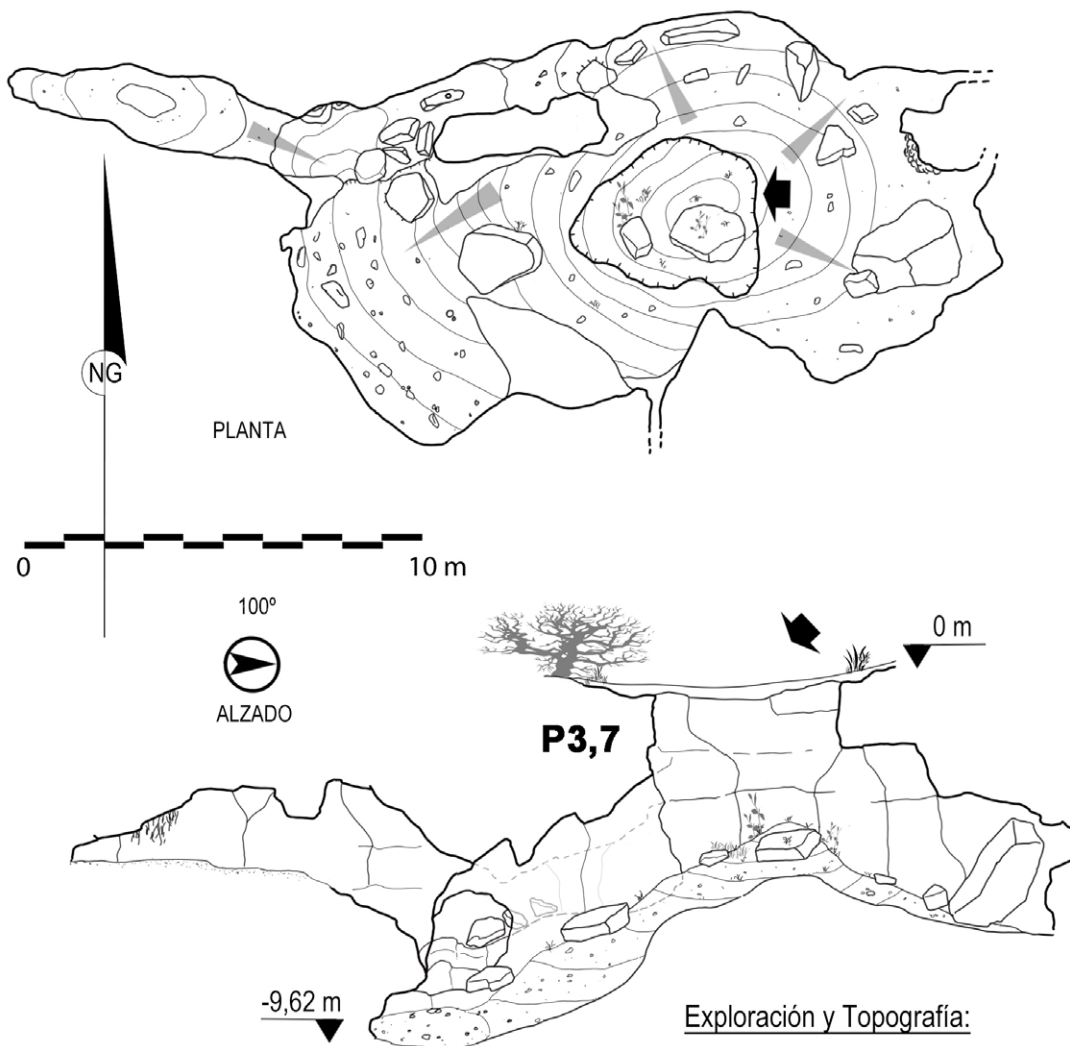 NG
PLANTA
0 10 m
100º
ALZADO
0 m
P3,7
-9,62 m
Exploración y Topografía: